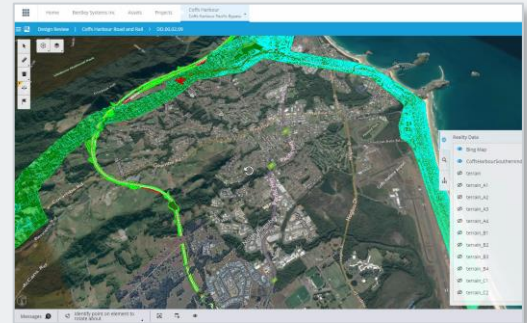 Home
Bentley Systems Inc.
Assets
Projects
Coffs Harbour
Coffs Harbour Pacific Bypass
Design Review
Coffs Harbour Road and Rail
Reality Data
Bing Map
terrain
terrain_A1
terrain_A2
terrain_A3
terrain_A4
terrain_B1
terrain_B2
terrain_B3
terrain_B4
terrain_C1
terrain_C2
Messages
Identify point on element to
rotate about